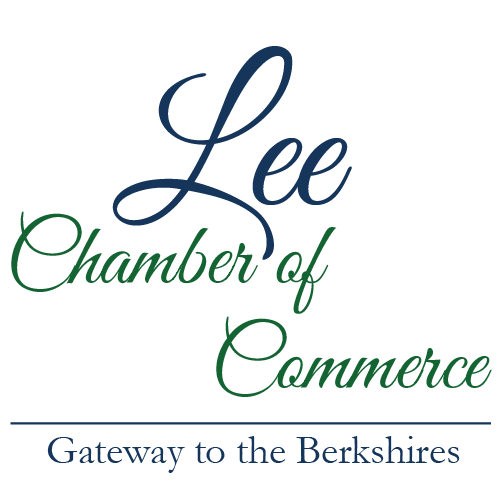 Lee
Chamber of
Commerce
Gateway to the Berkshires